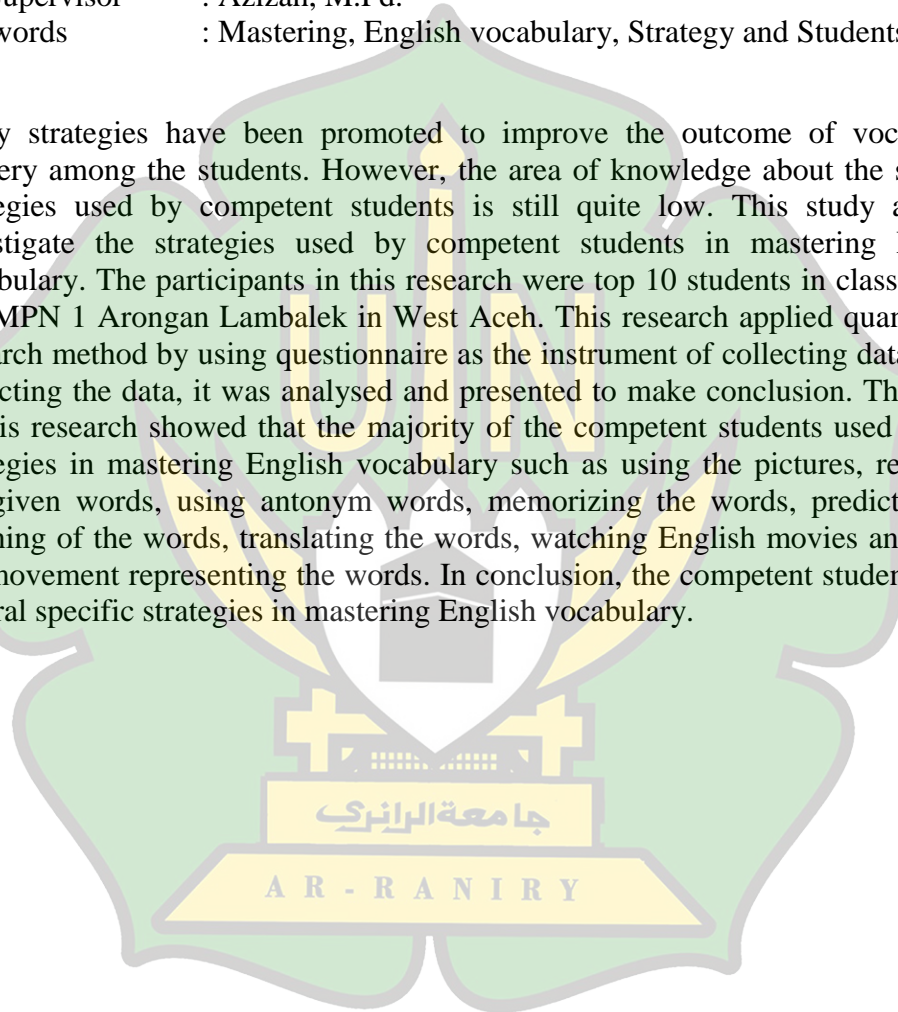 upervisor : Azizah, M.Pd.
words : Mastering, English vocabulary, Strategy and Students
y strategies have been promoted to improve the outcome of voc
ery among the students. However, the area of knowledge about the s
egies used by competent students is still quite low. This study a
stigate the strategies used by competent students in mastering
bulary. The participants in this research were top 10 students in class
MPN 1 Arongan Lambalek in West Aceh. This research applied quan
arch method by using questionnaire as the instrument of collecting data
cting the data, it was analysed and presented to make conclusion. Th
is research showed that the majority of the competent students used
egies in mastering English vocabulary such as using the pictures, re
given words, using antonym words, memorizing the words, predict
ning of the words, translating the words, watching English movies an
movement representing the words. In conclusion, the competent studen
ral specific strategies in mastering English vocabulary.
UIN
جامعةالرانري
AR-RANIRY